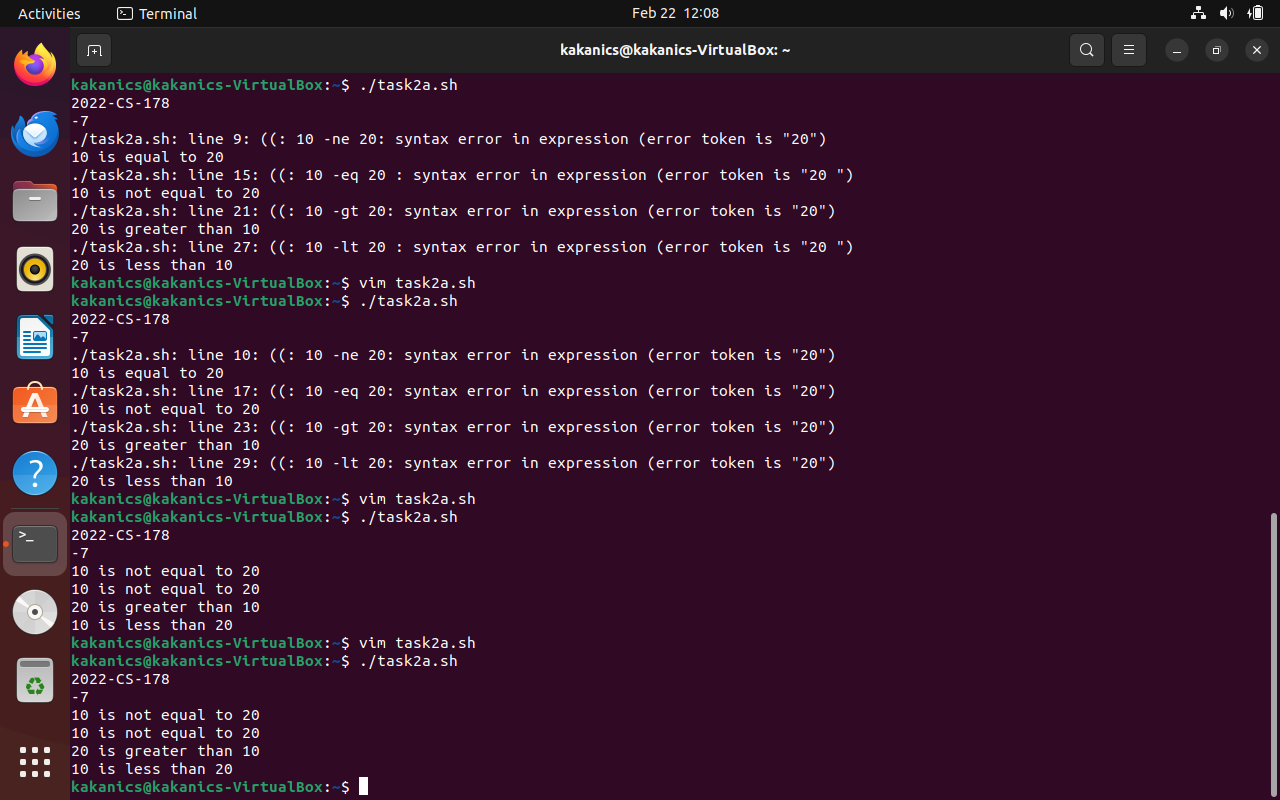 Activities
Terminal
Feb 22 12:08
kakanics@kakanics-VirtualBox: ~
kakanics@kakanics-VirtualBox:~$ ./task2a.sh
2022-CS-178
-7
./task2a.sh: line 9: ((: 10 -ne 20: syntax error in expression (error token is "20")
10 is equal to 20
./task2a.sh: line 15: ((: 10 -eq 20 : syntax error in expression (error token is "20 ")
10 is not equal to 20
./task2a.sh: line 21: ((: 10 -gt 20: syntax error in expression (error token is "20")
20 is greater than 10
./task2a.sh: line 27: ((: 10 -lt 20 : syntax error in expression (error token is "20 ")
20 is less than 10
kakanics@kakanics-VirtualBox:~$ vim task2a.sh
kakanics@kakanics-VirtualBox:~$ ./task2a.sh
2022-CS-178
-7
./task2a.sh: line 10: ((: 10 -ne 20: syntax error in expression (error token is "20")
10 is equal to 20
./task2a.sh: line 17: ((: 10 -eq 20: syntax error in expression (error token is "20")
10 is not equal to 20
./task2a.sh: line 23: ((: 10 -gt 20: syntax error in expression (error token is "20")
20 is greater than 10
./task2a.sh: line 29: ((: 10 -lt 20: syntax error in expression (error token is "20")
20 is less than 10
kakanics@kakanics-VirtualBox:~$ vim task2a.sh
kakanics@kakanics-VirtualBox:~$ ./task2a.sh
2022-CS-178
-7
10 is not equal to 20
10 is not equal to 20
20 is greater than 10
10 is less than 20
kakanics@kakanics-VirtualBox:~$ vim task2a.sh
kakanics@kakanics-VirtualBox:~$ ./task2a.sh
2022-CS-178
-7
10 is not equal to 20
10 is not equal to 20
20 is greater than 10
10 is less than 20
kakanics@kakanics-VirtualBox:~$